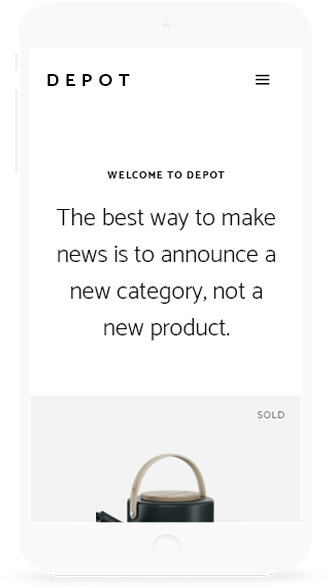 DEPOT
WELCOME TO DEPOT
The best way to make
news is to announce a
new category, not a
new product.
SOLD